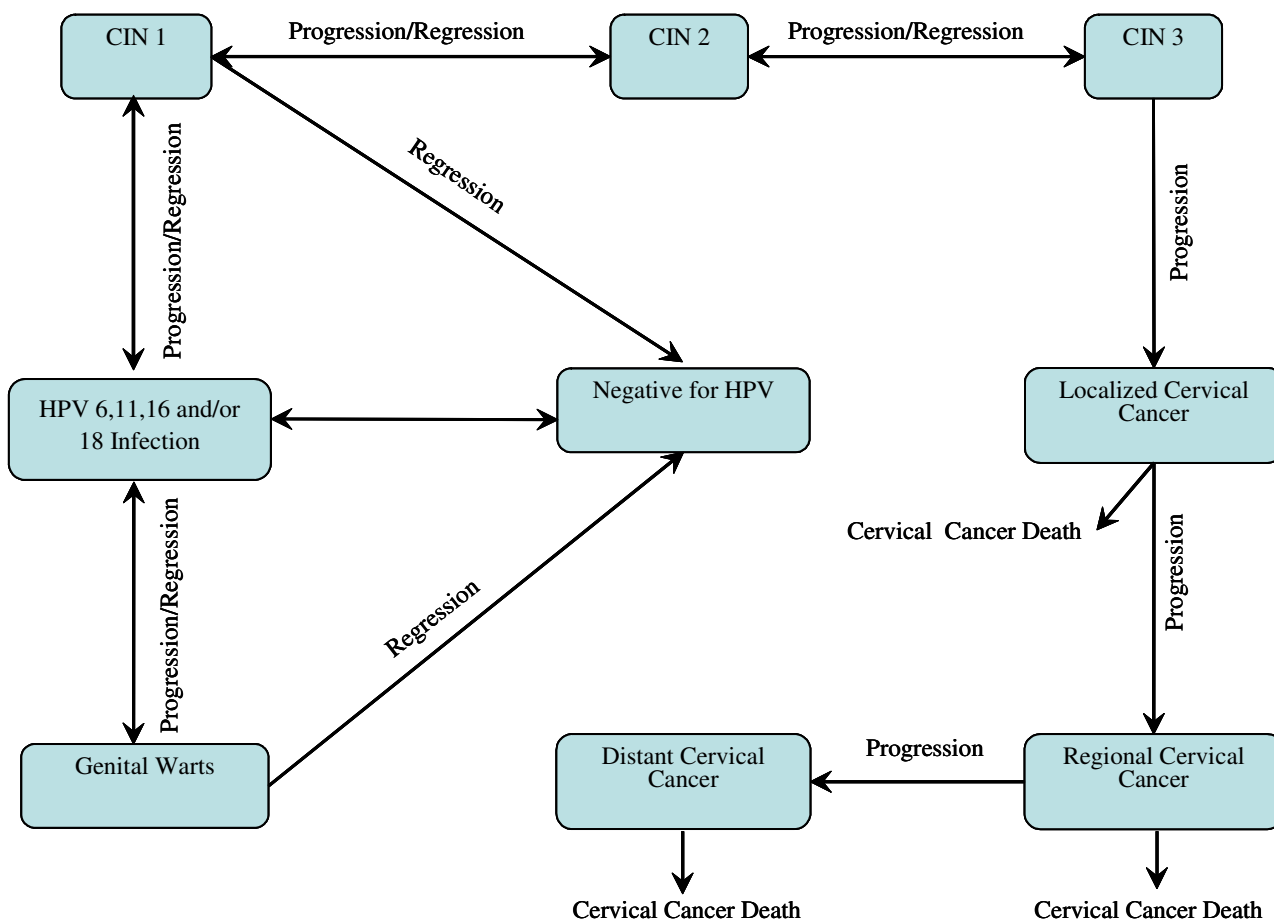 CIN 1
Progression/Regression
CIN 2
Progression/Regression
CIN 3
Progression/Regression
Regression
Progression
HPV 6,11,16 and/or
18 Infection
Negative for HPV
Localized Cervical
Cancer
Cervical Cancer Death
Progression/Regression
Regression
Progression
Genital Warts
Distant Cervical
Cancer
Progression
Regional Cervical
Cancer
Cervical Cancer Death
Cervical Cancer Death